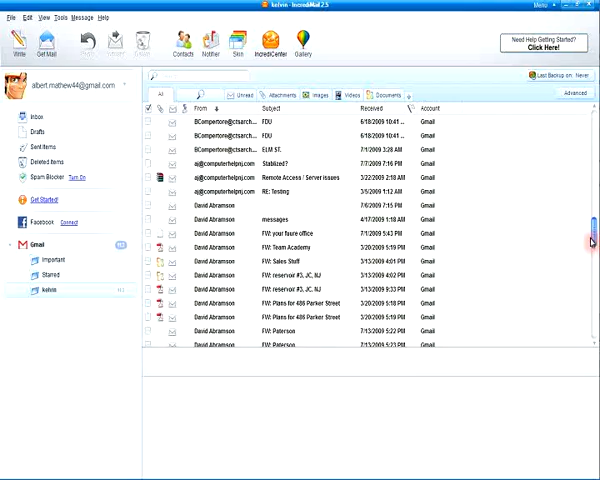 kelvin - IncrediMail 2.5
Menu
File Edit View Tools Message Help
Write Get Mail Contacts Notifier Skin IncrediCenter Gallery
Need Help Getting Started?
Click Here!
albert.mathew44@gmail.com
Last Backup on: Never
All Unread Attachments Images Videos Documents Advanced
From Subject Received Account
Inbox
Drafts
Sent Items
Deleted Items
Spam Blocker Turn On
Get Started!
Facebook Connect
Gmail
Important
Starred
kelvin
BCompertore@ctsarch... FDU 6/18/2009 10:41 .. Gmail
BCompertore@ctsarch... FDU 6/18/2009 10:41 .. Gmail
BCompertore@ctsarch... ELM ST. 7/1/2009 3:28 AM Gmail
aj@computerhelpnj.com Stablized? 7/7/2009 7:16 PM Gmail
aj@computerhelpnj.com Remote Access / Server issues 3/22/2009 2:18 AM Gmail
aj@computerhelpnj.com RE: Testing 3/5/2009 1:12 AM Gmail
David Abramson 7/6/2009 7:15 PM Gmail
David Abramson messages 4/17/2009 1:18 AM Gmail
David Abramson FW: your fuure office 7/1/2009 5:43 PM Gmail
David Abramson FW: Team Academy 3/20/2009 5:19 PM Gmail
David Abramson FW: Sales Stuff 3/13/2009 4:01 PM Gmail
David Abramson FW: reservoir #3, JC, NJ 3/13/2009 4:02 PM Gmail
David Abramson FW: reservoir #3, JC, NJ 3/13/2009 9:33 PM Gmail
David Abramson FW: Plans for 486 Parker Street 3/20/2009 5:18 PM Gmail
David Abramson FW: Plans for 486 Parker Street 3/20/2009 5:19 PM Gmail
David Abramson FW: Paterson 7/13/2009 5:22 PM Gmail
David Abramson FW: Paterson 7/13/2009 5:23 PM Gmail